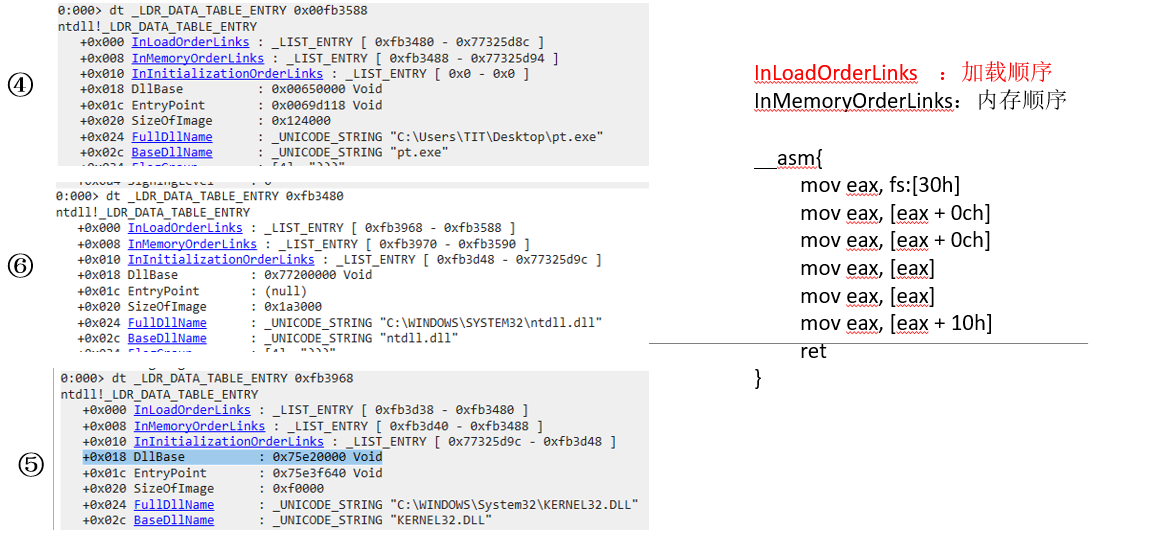 ④
0:000> dt _LDR_DATA_TABLE_ENTRY 0x00fb3588
ntdll!_LDR_DATA_TABLE_ENTRY
+0x000 InLoadOrderLinks : _LIST_ENTRY [ 0xfb3480 - 0x77325d8c ]
+0x008 InMemoryOrderLinks : _LIST_ENTRY [ 0xfb3488 - 0x77325d94 ]
+0x010 InInitializationOrderLinks : _LIST_ENTRY [ 0x0 - 0x0 ]
+0x018 DllBase : 0x00650000 Void
+0x01c EntryPoint : 0x0069d118 Void
+0x020 SizeOfImage : 0x124000
+0x024 FullDllName : _UNICODE_STRING "C:\Users\TIT\Desktop\pt.exe"
+0x02c BaseDllName : _UNICODE_STRING "pt.exe"
⑥
0:000> dt _LDR_DATA_TABLE_ENTRY 0xfb3480
ntdll!_LDR_DATA_TABLE_ENTRY
+0x000 InLoadOrderLinks : _LIST_ENTRY [ 0xfb3968 - 0xfb3588 ]
+0x008 InMemoryOrderLinks : _LIST_ENTRY [ 0xfb3970 - 0xfb3590 ]
+0x010 InInitializationOrderLinks : _LIST_ENTRY [ 0xfb3d48 - 0x77325d9c ]
+0x018 DllBase : 0x77200000 Void
+0x01c EntryPoint : (null)
+0x020 SizeOfImage : 0x1a3000
+0x024 FullDllName : _UNICODE_STRING "C:\WINDOWS\SYSTEM32\ntdll.dll"
+0x02c BaseDllName : _UNICODE_STRING "ntdll.dll"
⑤
0:000> dt _LDR_DATA_TABLE_ENTRY 0xfb3968
ntdll!_LDR_DATA_TABLE_ENTRY
+0x000 InLoadOrderLinks : _LIST_ENTRY [ 0xfb3d38 - 0xfb3480 ]
+0x008 InMemoryOrderLinks : _LIST_ENTRY [ 0xfb3d40 - 0xfb3488 ]
+0x010 InInitializationOrderLinks : _LIST_ENTRY [ 0x77325d9c - 0xfb3d48 ]
+0x018 DllBase : 0x75e20000 Void
+0x01c EntryPoint : 0x75e3f640 Void
+0x020 SizeOfImage : 0xf0000
+0x024 FullDllName : _UNICODE_STRING "C:\WINDOWS\System32\KERNEL32.DLL"
+0x02c BaseDllName : _UNICODE_STRING "KERNEL32.DLL"
InLoadOrderLinks ：加载顺序
InMemoryOrderLinks：内存顺序
__asm{
mov eax, fs:[30h]
mov eax, [eax + 0ch]
mov eax, [eax + 0ch]
mov eax, [eax]
mov eax, [eax]
mov eax, [eax + 10h]
ret
}